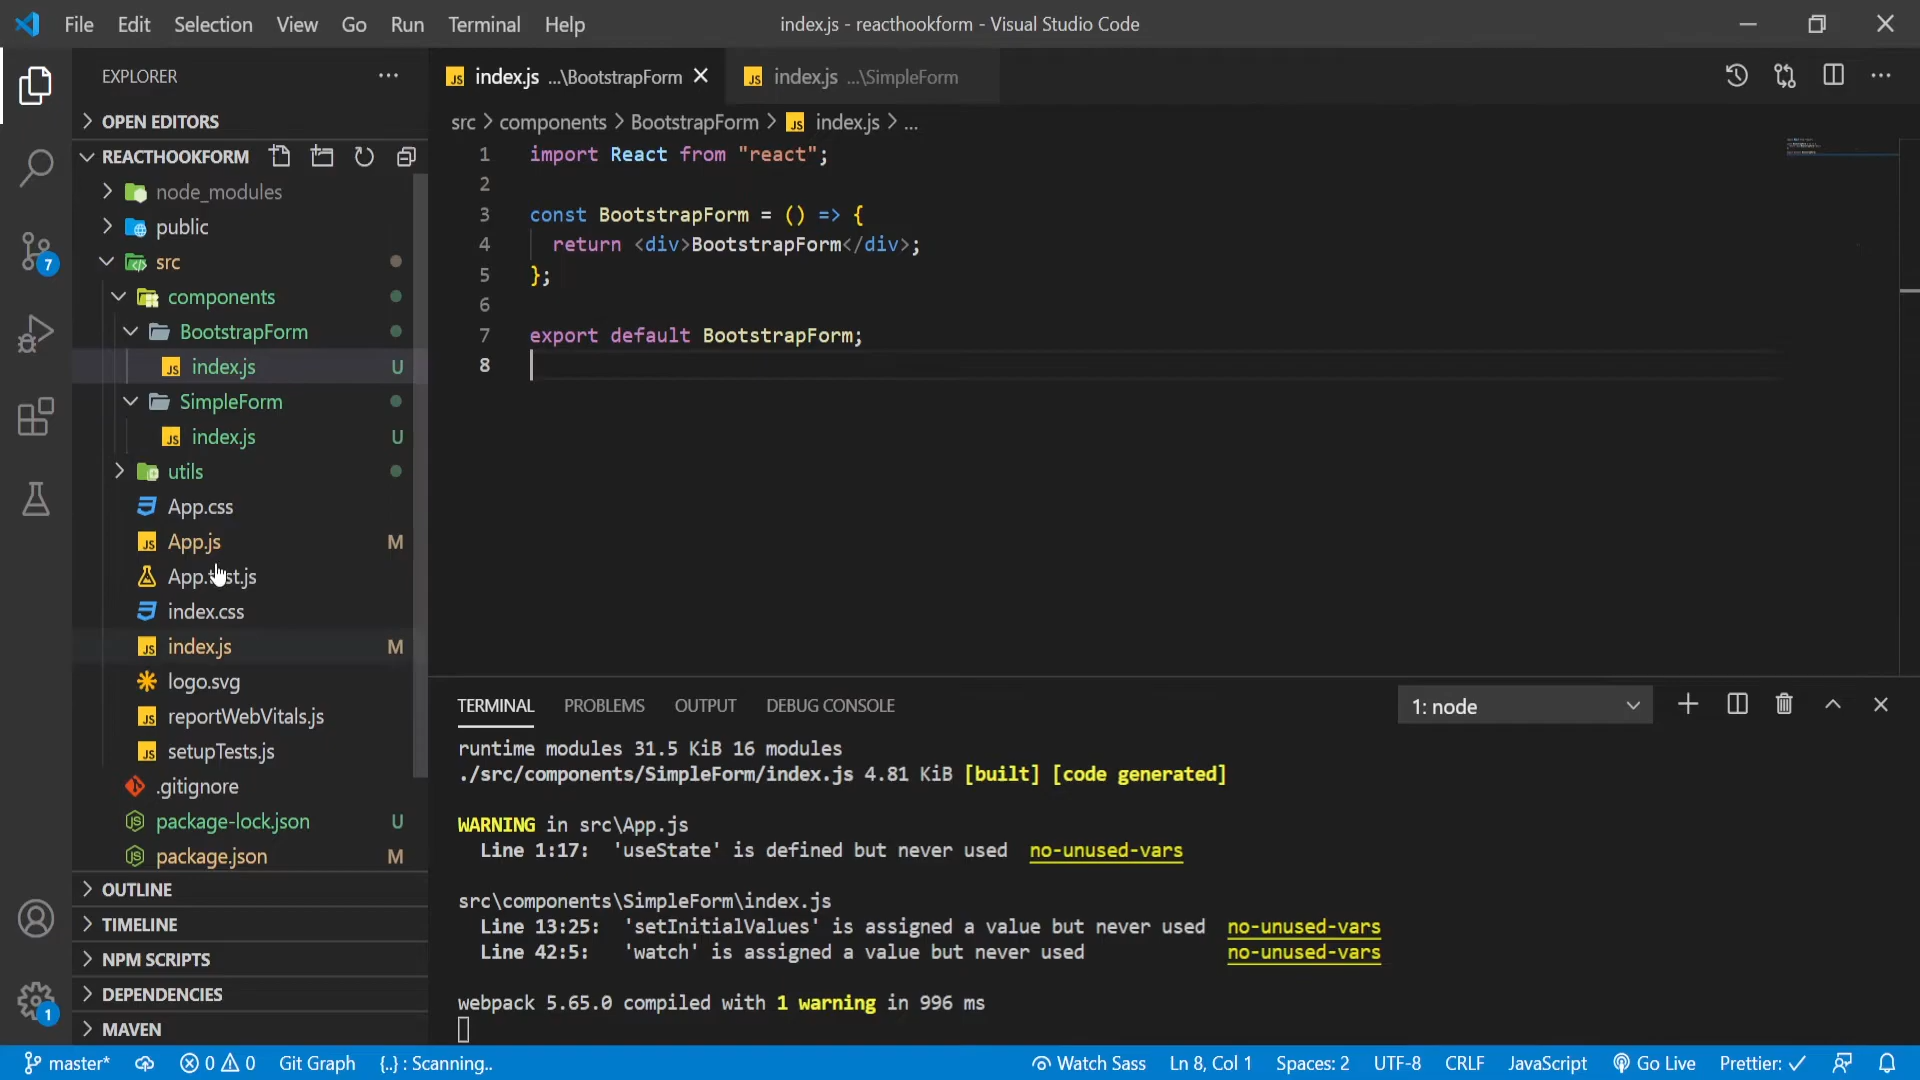 File Edit Selection View Go Run Terminal Help
index.js - reacthookform - Visual Studio Code
EXPLORER
OPEN EDITORS
REACTHOOKFORM
node_modules
public
src
components
BootstrapForm
index.js U
SimpleForm
index.js U
utils
App.css
App.js M
App.test.js
index.css
index.js M
logo.svg
reportWebVitals.js
setupTests.js
.gitignore
package-lock.json U
package.json M
OUTLINE
TIMELINE
NPM SCRIPTS
DEPENDENCIES
MAVEN
7
1
JS index.js ...\BootstrapForm
JS index.js ...\SimpleForm
src > components > BootstrapForm > JS index.js > ...
1 import React from "react";
2
3 const BootstrapForm = () => {
4 return <div>BootstrapForm</div>;
5 };
6
7 export default BootstrapForm;
8
TERMINAL PROBLEMS OUTPUT DEBUG CONSOLE
1: node
runtime modules 31.5 KiB 16 modules
./src/components/SimpleForm/index.js 4.81 KiB [built] [code generated]
WARNING in src\App.js
Line 1:17: 'useState' is defined but never used no-unused-vars
src\components\SimpleForm\index.js
Line 13:25: 'setInitialValues' is assigned a value but never used no-unused-vars
Line 42:5: 'watch' is assigned a value but never used no-unused-vars
webpack 5.65.0 compiled with 1 warning in 996 ms
master* 0 0 Git Graph {..} : Scanning.. Watch Sass Ln 8, Col 1 Spaces: 2 UTF-8 CRLF JavaScript Go Live Prettier: ✓